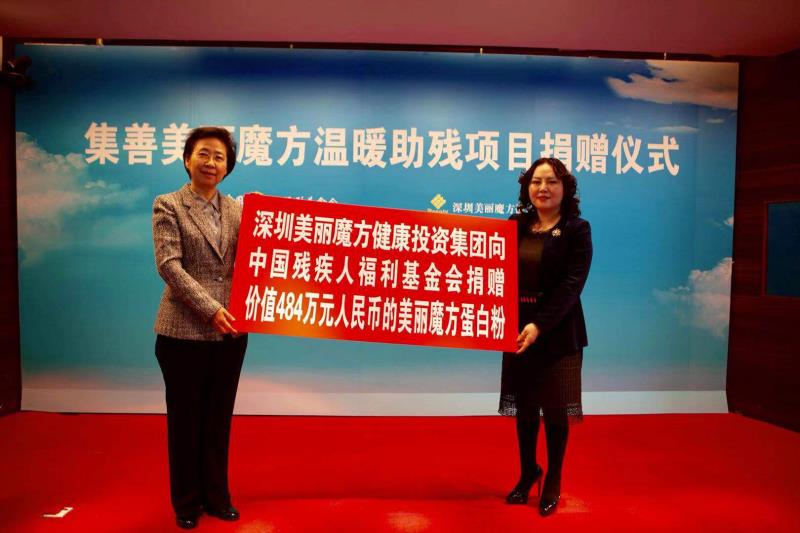 集善美丽魔方温暖助残项目捐赠仪式
深圳美丽魔方
深圳美丽魔方健康投资集团向
中国残疾人福利基金会捐赠
价值484万元人民币的美丽魔方蛋白粉